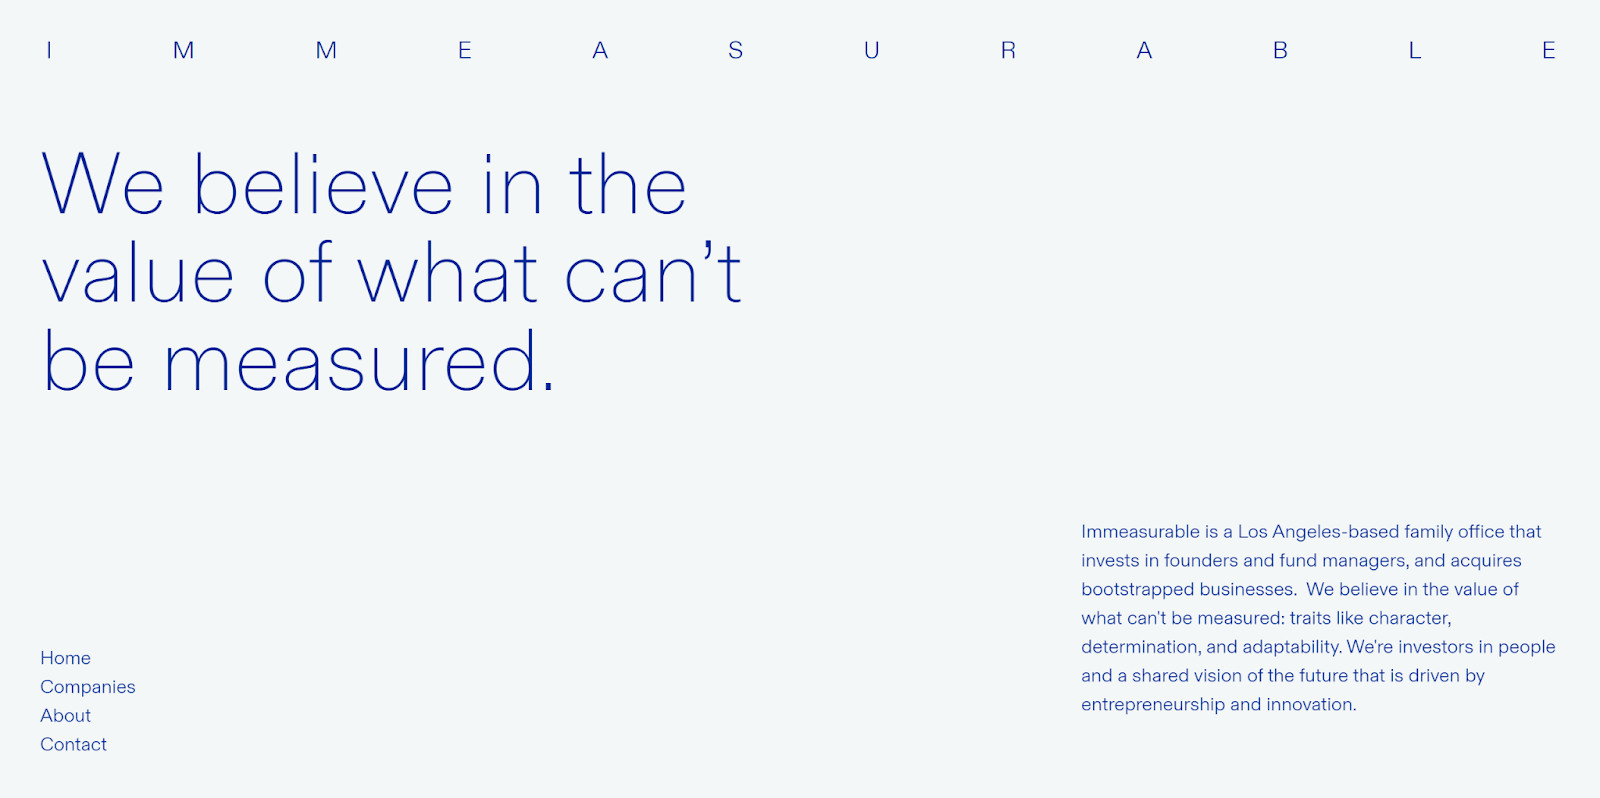 IMMEASURABLE
We believe in the
value of what can’t
be measured.
Immeasurable is a Los Angeles-based family office that
invests in founders and fund managers, and acquires
bootstrapped businesses.  We believe in the value of
what can't be measured: traits like character,
determination, and adaptability. We're investors in people
and a shared vision of the future that is driven by
entrepreneurship and innovation.
Home
Companies
About
Contact